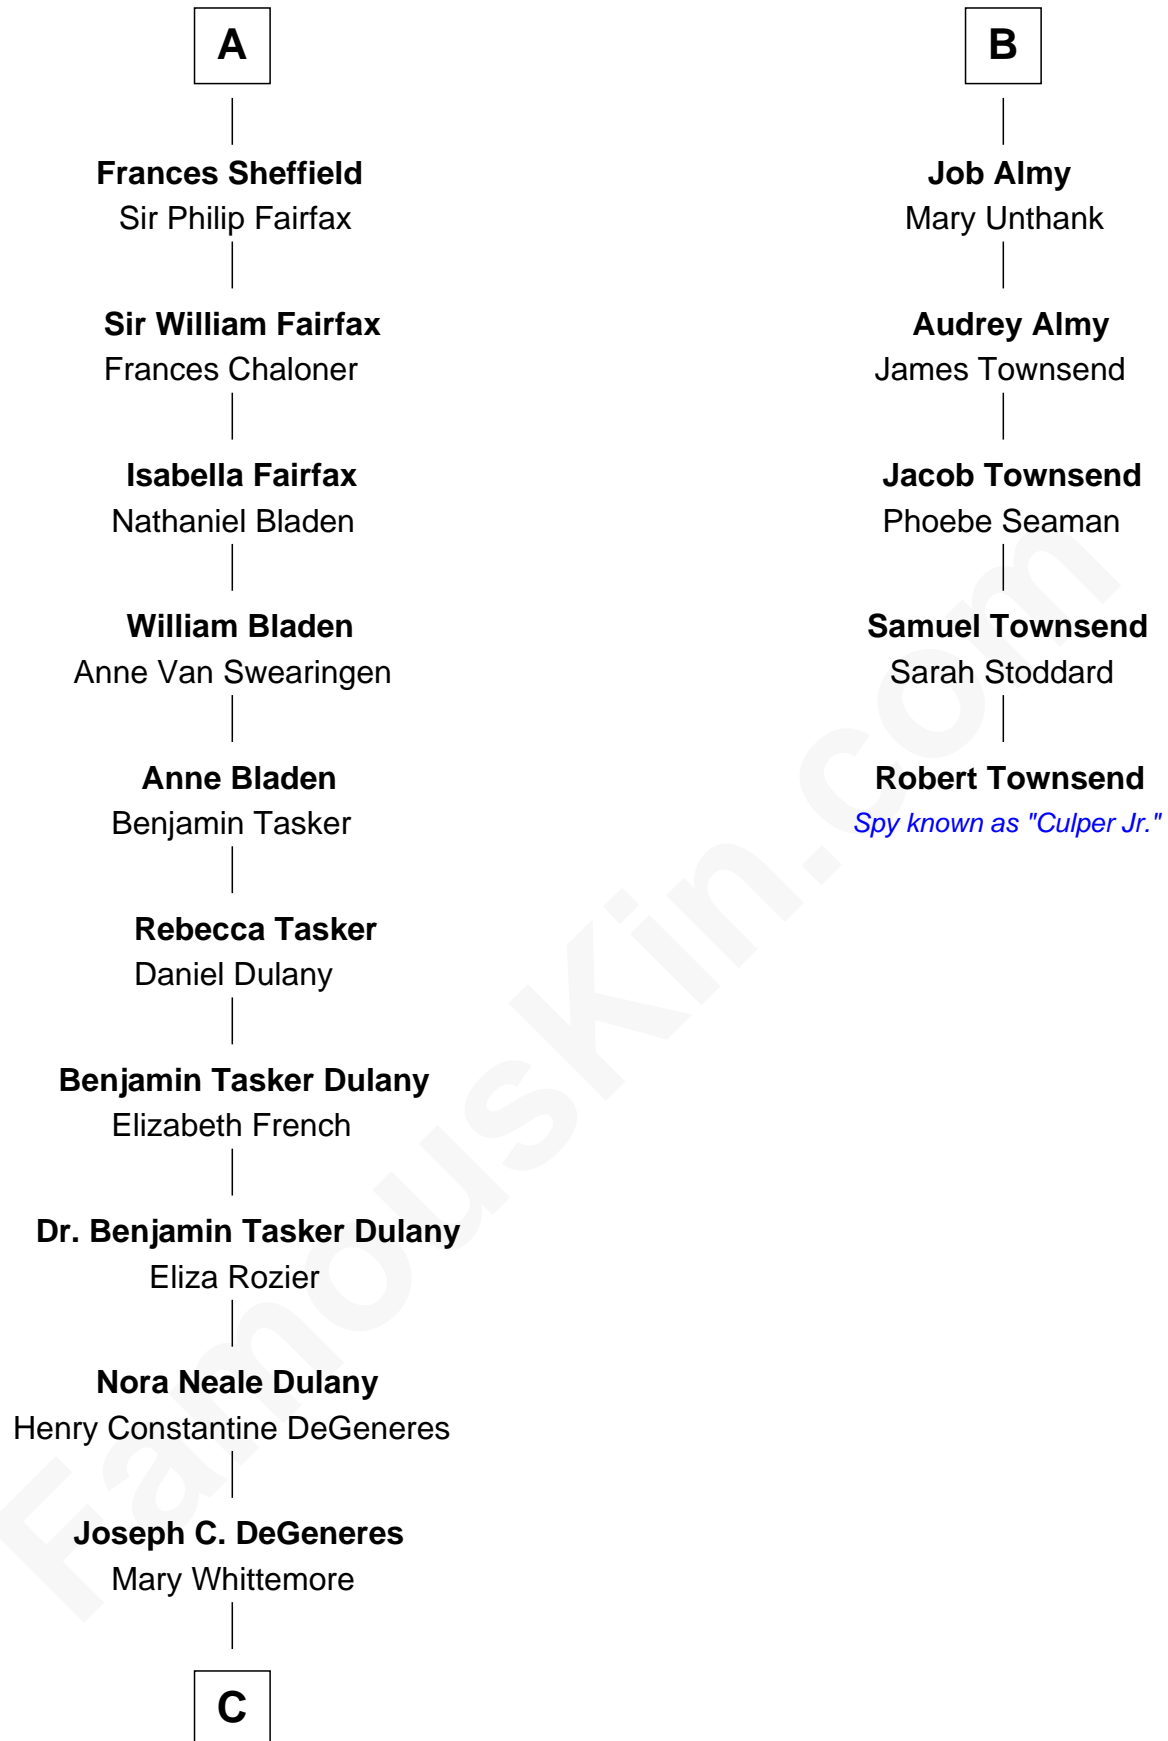 A
Frances Sheffield
Sir Philip Fairfax
Sir William Fairfax
Frances Chaloner
Isabella Fairfax
Nathaniel Bladen
William Bladen
Anne Van Swearingen
Anne Bladen
Benjamin Tasker
Rebecca Tasker
Daniel Dulany
Benjamin Tasker Dulany
Elizabeth French
Dr. Benjamin Tasker Dulany
Eliza Rozier
Nora Neale Dulany
Henry Constantine DeGeneres
Joseph C. DeGeneres
Mary Whittemore
C
B
Job Almy
Mary Unthank
Audrey Almy
James Townsend
Jacob Townsend
Phoebe Seaman
Samuel Townsend
Sarah Stoddard
Robert Townsend
Spy known as "Culper Jr."
FamousKin.com